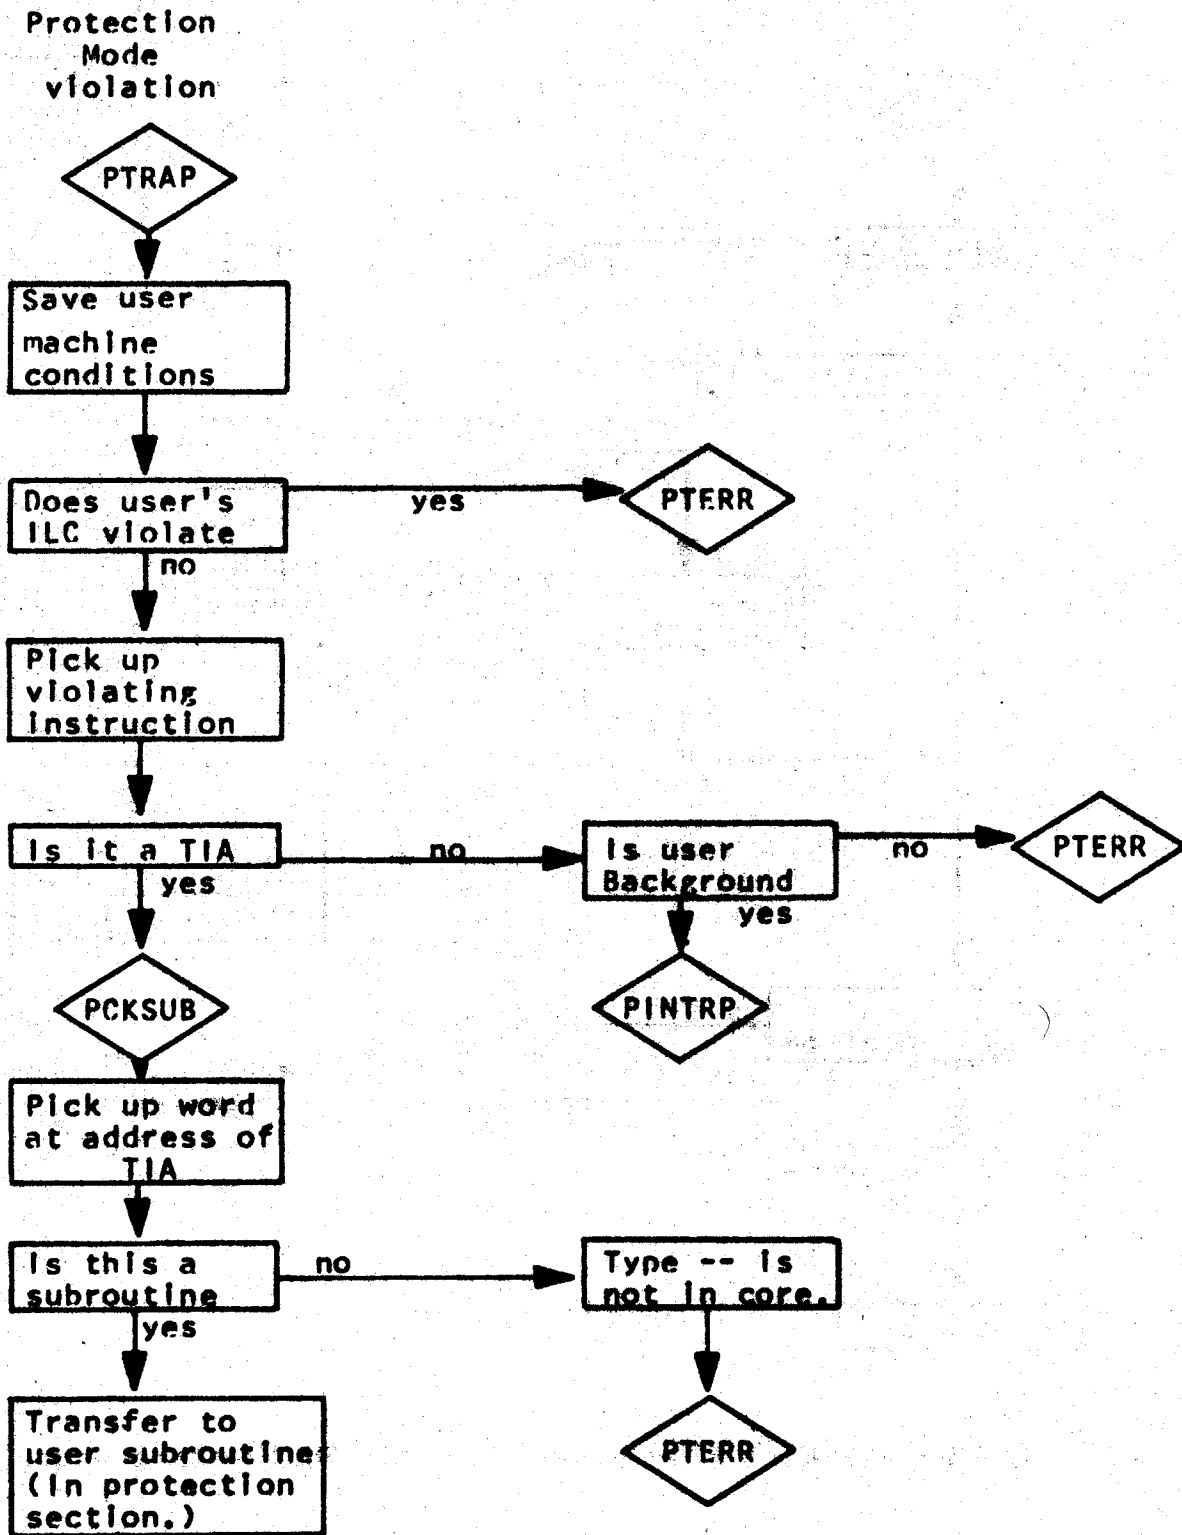 Protection
Mode
violation
PTRAP
Save user
machine
conditions
Does user's
ILC violate
yes
PTERR
no
Pick up
violating
instruction
Is it a TIA
no
Is user
Background
no
PTERR
yes
yes
PCKSUB
PINTRP
Pick up word
at address of
TIA
Is this a
subroutine
no
Type -- is
not in core.
yes
Transfer to
user subroutine
(in protection
section.)
PTERR